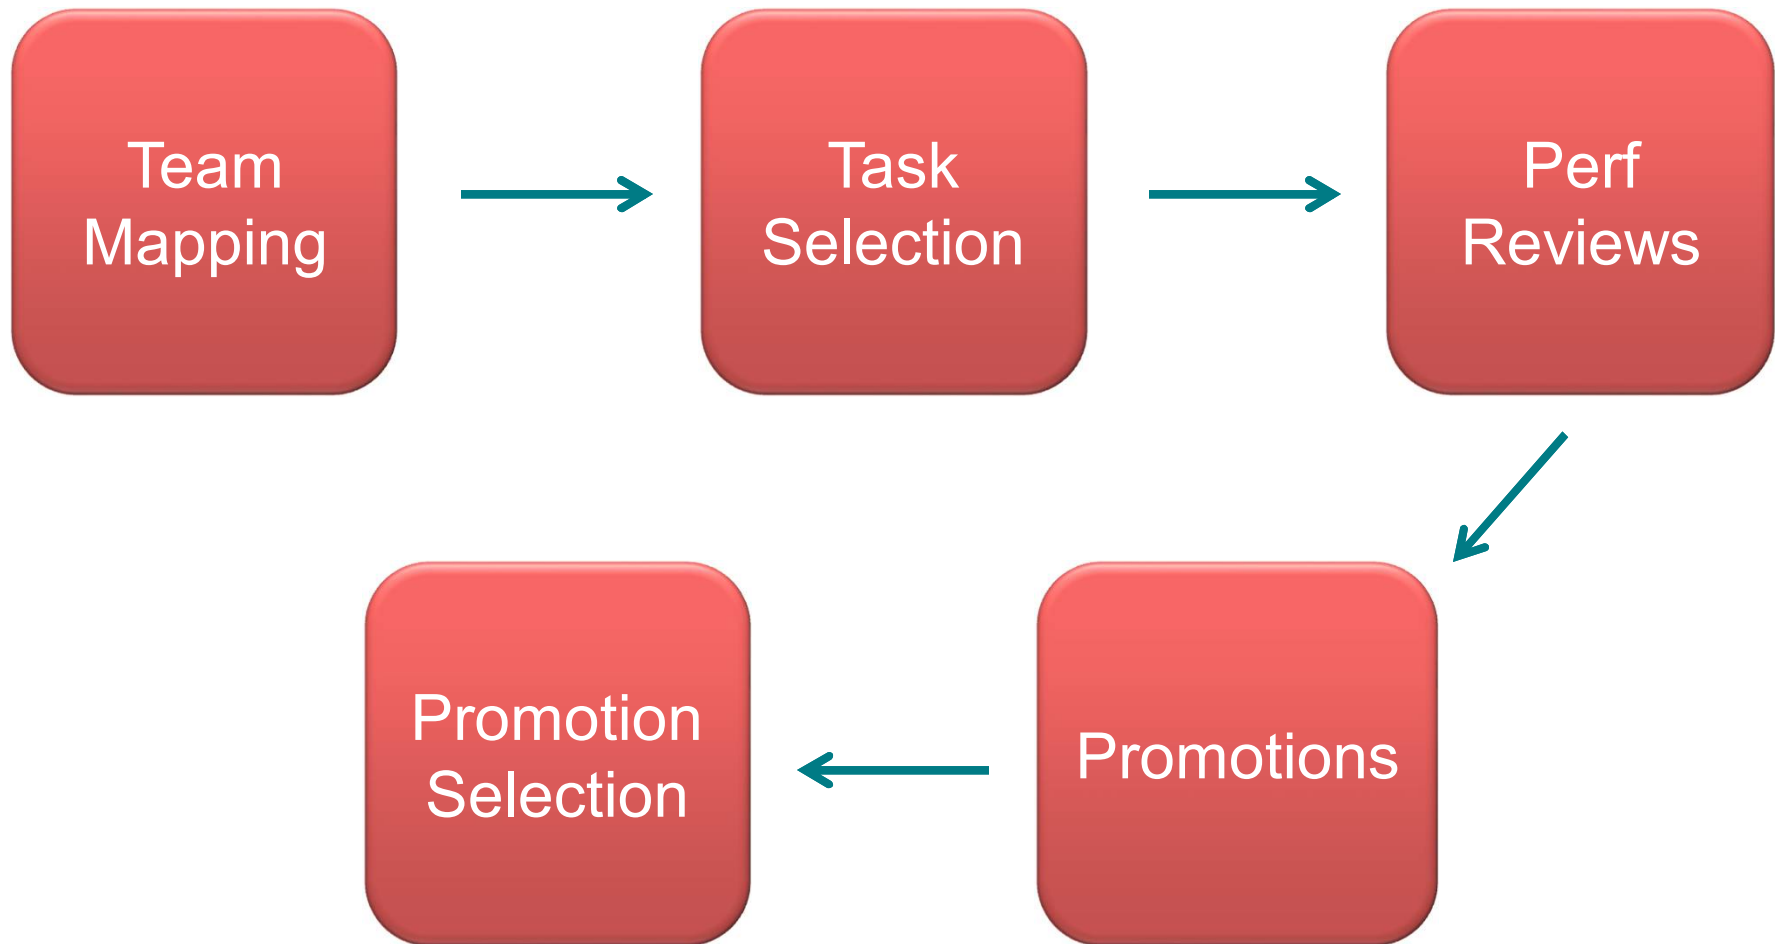 Team
Mapping
Task
Selection
Perf
Reviews
Promotions
Promotion
Selection